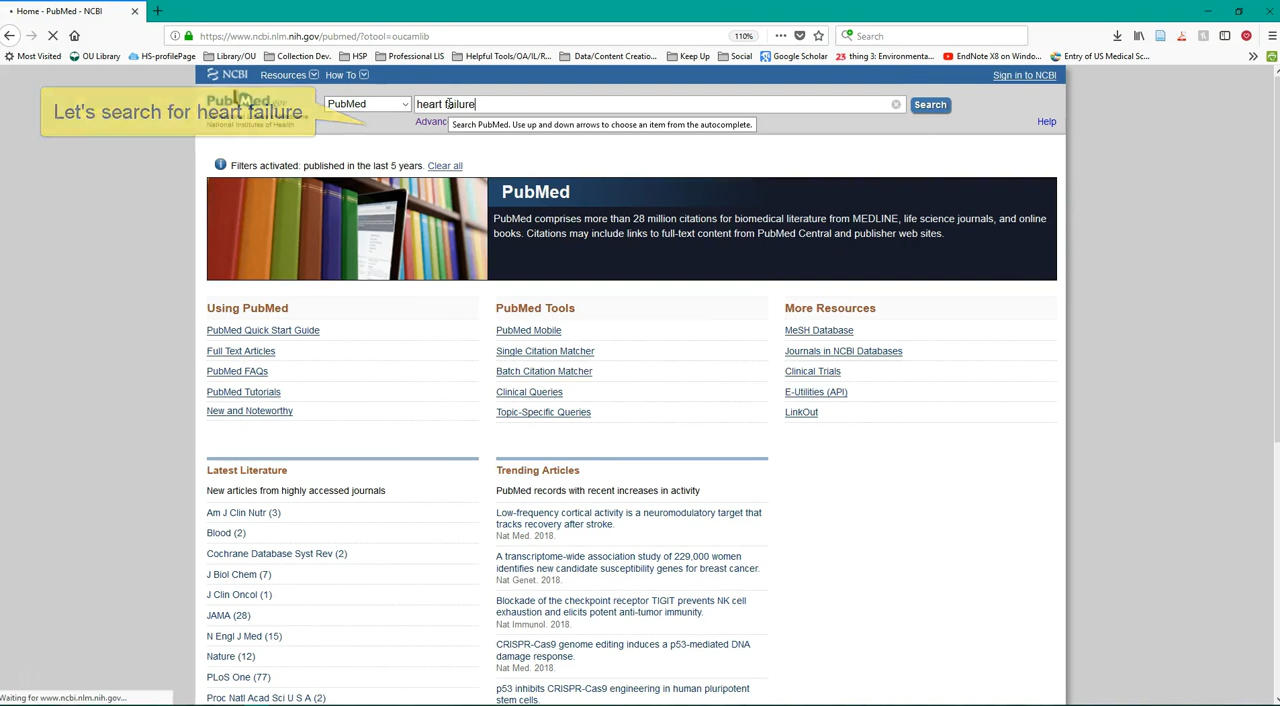 Home - PubMed - NCBI
https://www.ncbi.nlm.nih.gov/pubmed/?otool=oucamlib
110%
Search
Most Visited
OU Library
HS-profilePage
Library/OU
Collection Dev.
HSP
Professional LIS
Helpful Tools/OA/IL/R...
Data/Content Creatio...
Keep Up
Social
Google Scholar
23 things: Emerging ...
EndNote X8 on Windo...
Entry of US Medical Sc...
NCBI
Resources
How To
Sign in to NCBI
Let's search for heart failure.
PubMed
heart failure
Search
National Institutes of Health
Advanc
Search PubMed. Use up and down arrows to choose an item from the autocomplete.
Help
Filters activated: published in the last 5 years. Clear all
PubMed
PubMed comprises more than 28 million citations for biomedical literature from MEDLINE, life science journals, and online
books. Citations may include links to full-text content from PubMed Central and publisher web sites.
Using PubMed
PubMed Quick Start Guide
Full Text Articles
PubMed FAQs
PubMed Tutorials
New and Noteworthy
PubMed Tools
PubMed Mobile
Single Citation Matcher
Batch Citation Matcher
Clinical Queries
Topic-Specific Queries
More Resources
MeSH Database
Journals in NCBI Databases
Clinical Trials
E-Utilities (API)
LinkOut
Latest Literature
New articles from highly accessed journals
Am J Clin Nutr (3)
Blood (2)
Cochrane Database Syst Rev (2)
J Biol Chem (7)
J Clin Oncol (1)
JAMA (28)
N Engl J Med (15)
Nature (12)
PLoS One (77)
Proc Natl Acad Sci U S A (2)
Trending Articles
PubMed records with recent increases in activity
Low-frequency cortical activity is a neuromodulatory target that
tracks recovery after stroke.
Nat Med. 2018.
A transcriptome-wide association study of 229,000 women
identifies new candidate susceptibility genes for breast cancer.
Nat Genet. 2018.
Blockade of the checkpoint receptor TIGIT prevents NK cell
exhaustion and elicits potent anti-tumor immunity.
Nat Immunol. 2018.
CRISPR-Cas9 genome editing induces a p53-mediated DNA
damage response.
Nat Med. 2018.
p53 inhibits CRISPR-Cas9 engineering in human pluripotent
stem cells.
Waiting for www.ncbi.nlm.nih.gov...